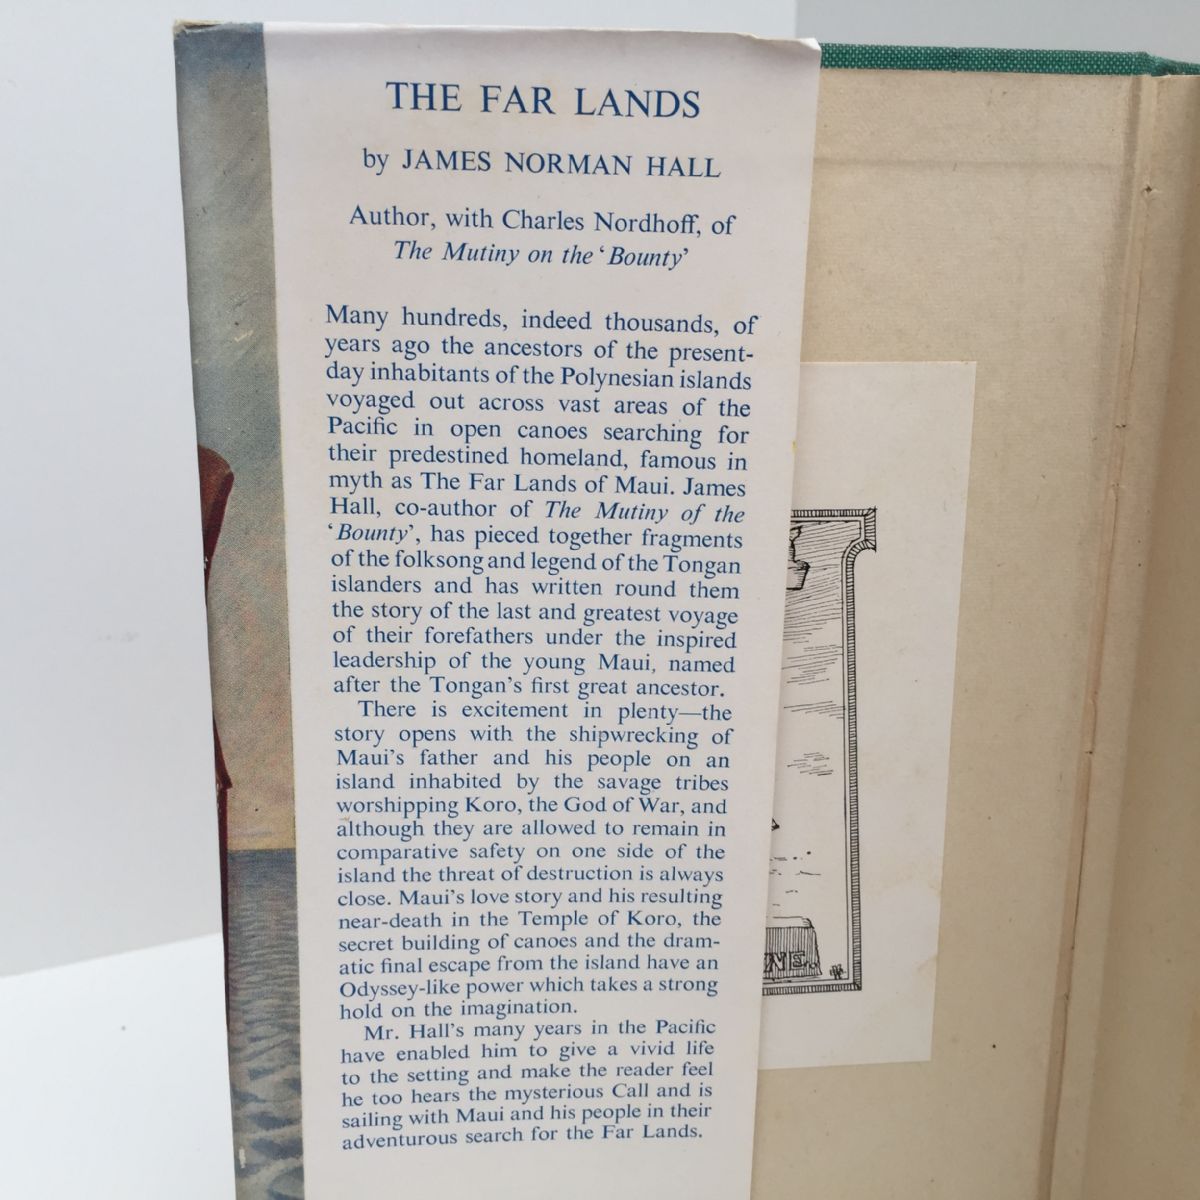 THE FAR LANDS
by JAMES NORMAN HALL
Author, with Charles Nordhoff, of
The Mutiny on the 'Bounty'
Many hundreds, indeed thousands, of
years ago the ancestors of the present-
day inhabitants of the Polynesian islands
voyaged out across vast areas of the
Pacific in open canoes searching for
their predestined homeland, famous in
myth as The Far Lands of Maui. James
Hall, co-author of The Mutiny of the
'Bounty', has pieced together fragments
of the folksong and legend of the Tongan
islanders and has written round them
the story of the last and greatest voyage
of their forefathers under the inspired
leadership of the young Maui, named
after the Tongan's first great ancestor.
There is excitement in plenty—the
story opens with the shipwrecking of
Maui's father and his people on an
island inhabited by the savage tribes
worshipping Koro, the God of War, and
although they are allowed to remain in
comparative safety on one side of the
island the threat of destruction is always
close. Maui's love story and his resulting
near-death in the Temple of Koro, the
secret building of canoes and the dram-
atic final escape from the island have an
Odyssey-like power which takes a strong
hold on the imagination.
Mr. Hall's many years in the Pacific
have enabled him to give a vivid life
to the setting and make the reader feel
he too hears the mysterious Call and is
sailing with Maui and his people in their
adventurous search for the Far Lands.